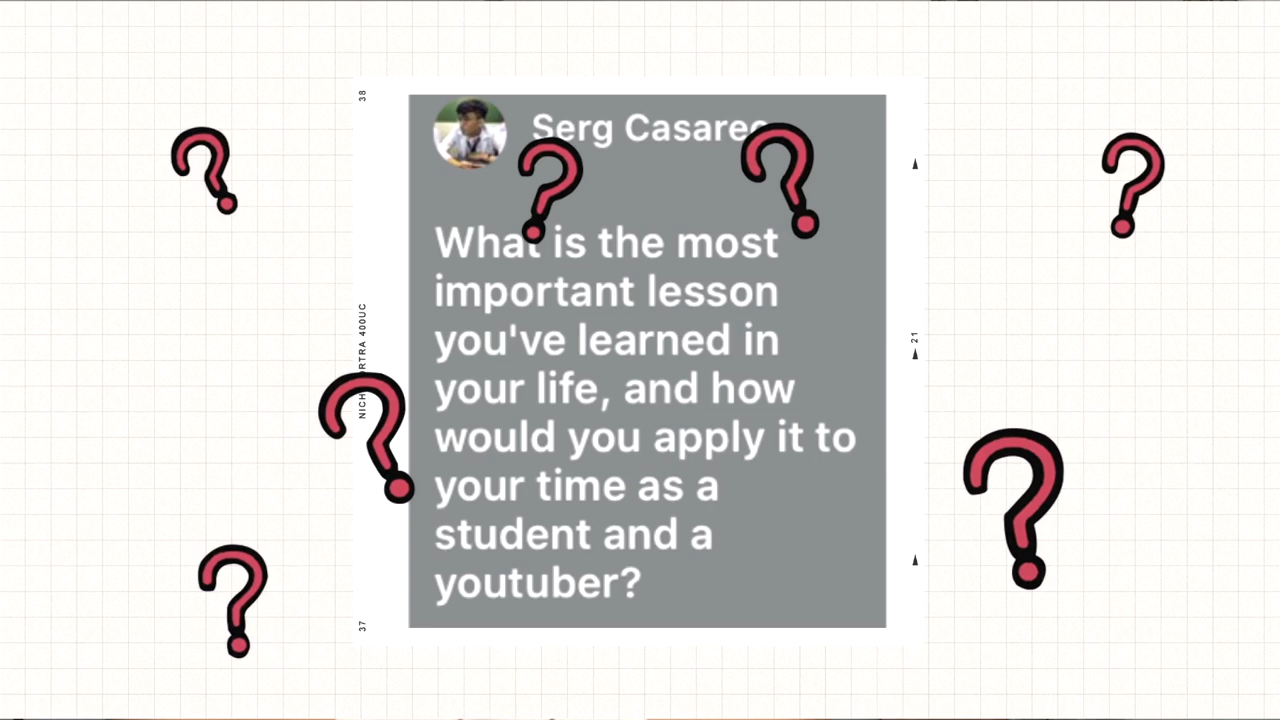 38
Serg Casares
What is the most
important lesson
you've learned in
your life, and how
would you apply it to
your time as a
student and a
youtuber?
400UC
21
37